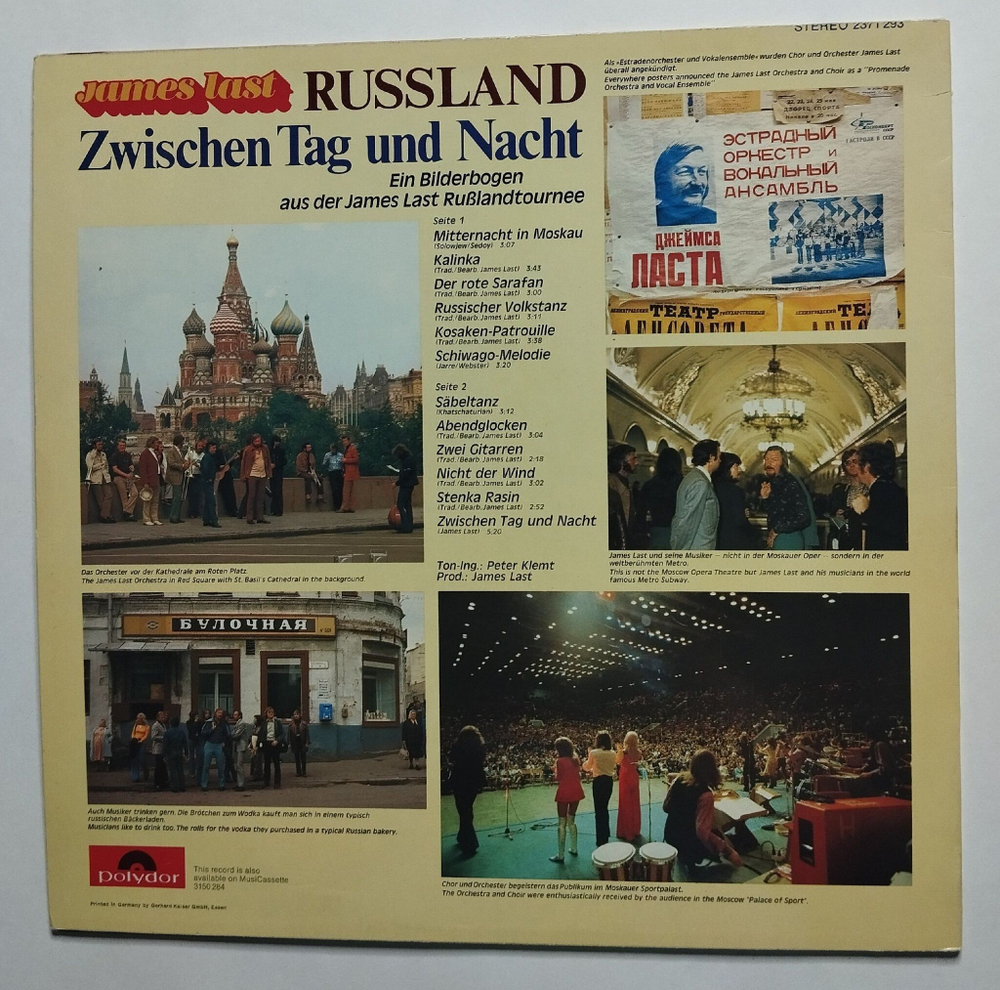 STEREO 2371 293
james last RUSSLAND
Zwischen Tag und Nacht
Ein Bilderbogen
aus der James Last Rußlandtournee
Als »Estradenorchester und Vokalensemble« wurden Chor und Orchester James Last
überall angekündigt.
Everywhere posters announced the James Last Orchestra and Choir as a "Promenade
Orchestra and Vocal Ensemble"
22, 23, 24, 25 мая
ДВОРЕЦ СПОРТА
ЭСТРАДНЫЙ
ОРКЕСТР и
ВОКАЛЬНЫЙ
АНСАМБЛЬ
ГАСТРОЛИ В СССР
ДЖЕЙМСА
ЛАСТА
ТЕАТР
Seite 1
Mitternacht in Moskau
(Solowjew/Sedoy) 3:07
Kalinka
(Trad./Bearb. James Last) 3:43
Der rote Sarafan
(Trad./Bearb. James Last) 3:00
Russischer Volkstanz
(Trad./Bearb. James Last) 3:11
Kosaken-Patrouille
(Trad./Bearb. James Last) 3:38
Schiwago-Melodie
(Jarre/Webster) 3:20
Seite 2
Säbeltanz
(Khatschaturian) 3:12
Abendglocken
(Trad./Bearb. James Last) 3:04
Zwei Gitarren
(Trad./Bearb. James Last) 2:18
Nicht der Wind
(Trad./Bearb. James Last) 3:02
Stenka Rasin
(Trad./Bearb. James Last) 2:52
Zwischen Tag und Nacht
(James Last) 5:20
Ton-Ing.: Peter Klemt
Prod.: James Last
James Last und seine Musiker – nicht in der Moskauer Oper – sondern in der
weltberühmten Metro.
This is not the Moscow Opera Theatre but James Last and his musicians in the world
famous Metro Subway.
Das Orchester vor der Kathedrale am Roten Platz.
The James Last Orchestra in Red Square with St. Basil's Cathedral in the background.
БУЛОЧНАЯ
Auch Musiker trinken gern. Die Brötchen zum Wodka kauft man sich in einem typisch
russischen Bäckerladen.
Musicians like to drink too. The rolls for the vodka they purchased in a typical Russian bakery.
Chor und Orchester begeistern das Publikum im Moskauer Sportpalast.
The Orchestra and Choir were enthusiastically received by the audience in the Moscow "Palace of Sport".
polydor
This record is also
available on MusiCassette
3150 264
Printed in Germany by Gerhard Kaiser GmbH, Essen